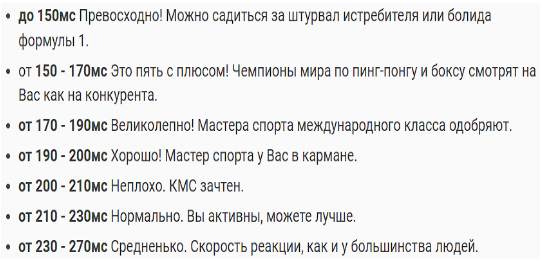 • до 150мс Превосходно! Можно садиться за штурвал истребителя или болида
формулы 1.
• от 150 - 170мс Это пять с плюсом! Чемпионы мира по пинг-понгу и боксу смотрят на
Вас как на конкурента.
• от 170 - 190мс Великолепно! Мастера спорта международного класса одобряют.
• от 190 - 200мс Хорошо! Мастер спорта у Вас в кармане.
• от 200 - 210мс Неплохо. КМС зачтен.
• от 210 - 230мс Нормально. Вы активны, можете лучше.
• от 230 - 270мс Средненько. Скорость реакции, как и у большинства людей.